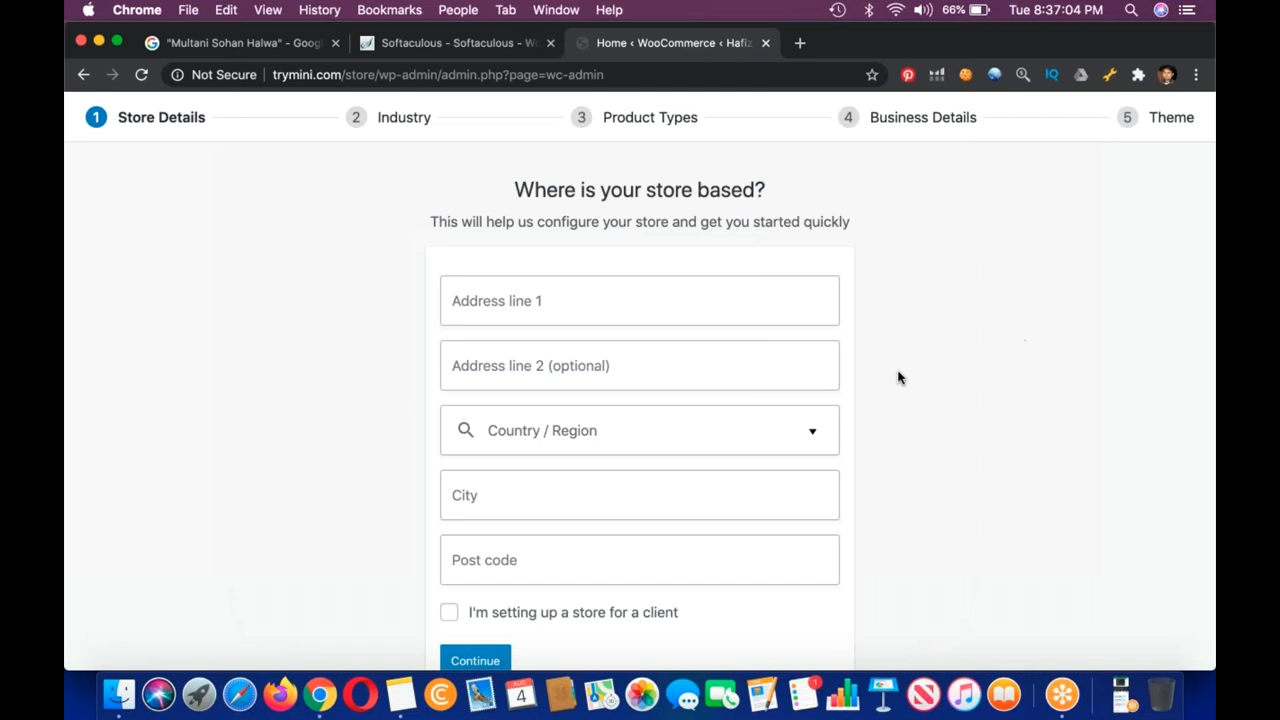 Chrome File Edit View History Bookmarks People Tab Window Help 66% Tue 8:37:04 PM
"Multani Sohan Halwa" - Goog Softaculous - Softaculous - W Home ‹ WooCommerce ‹ Hafiz
Not Secure trymini.com/store/wp-admin/admin.php?page=wc-admin IQ
1 Store Details 2 Industry 3 Product Types 4 Business Details 5 Theme
Where is your store based?
This will help us configure your store and get you started quickly
Address line 1
Address line 2 (optional)
Country / Region
City
Post code
I'm setting up a store for a client
Continue
AUG
4
1